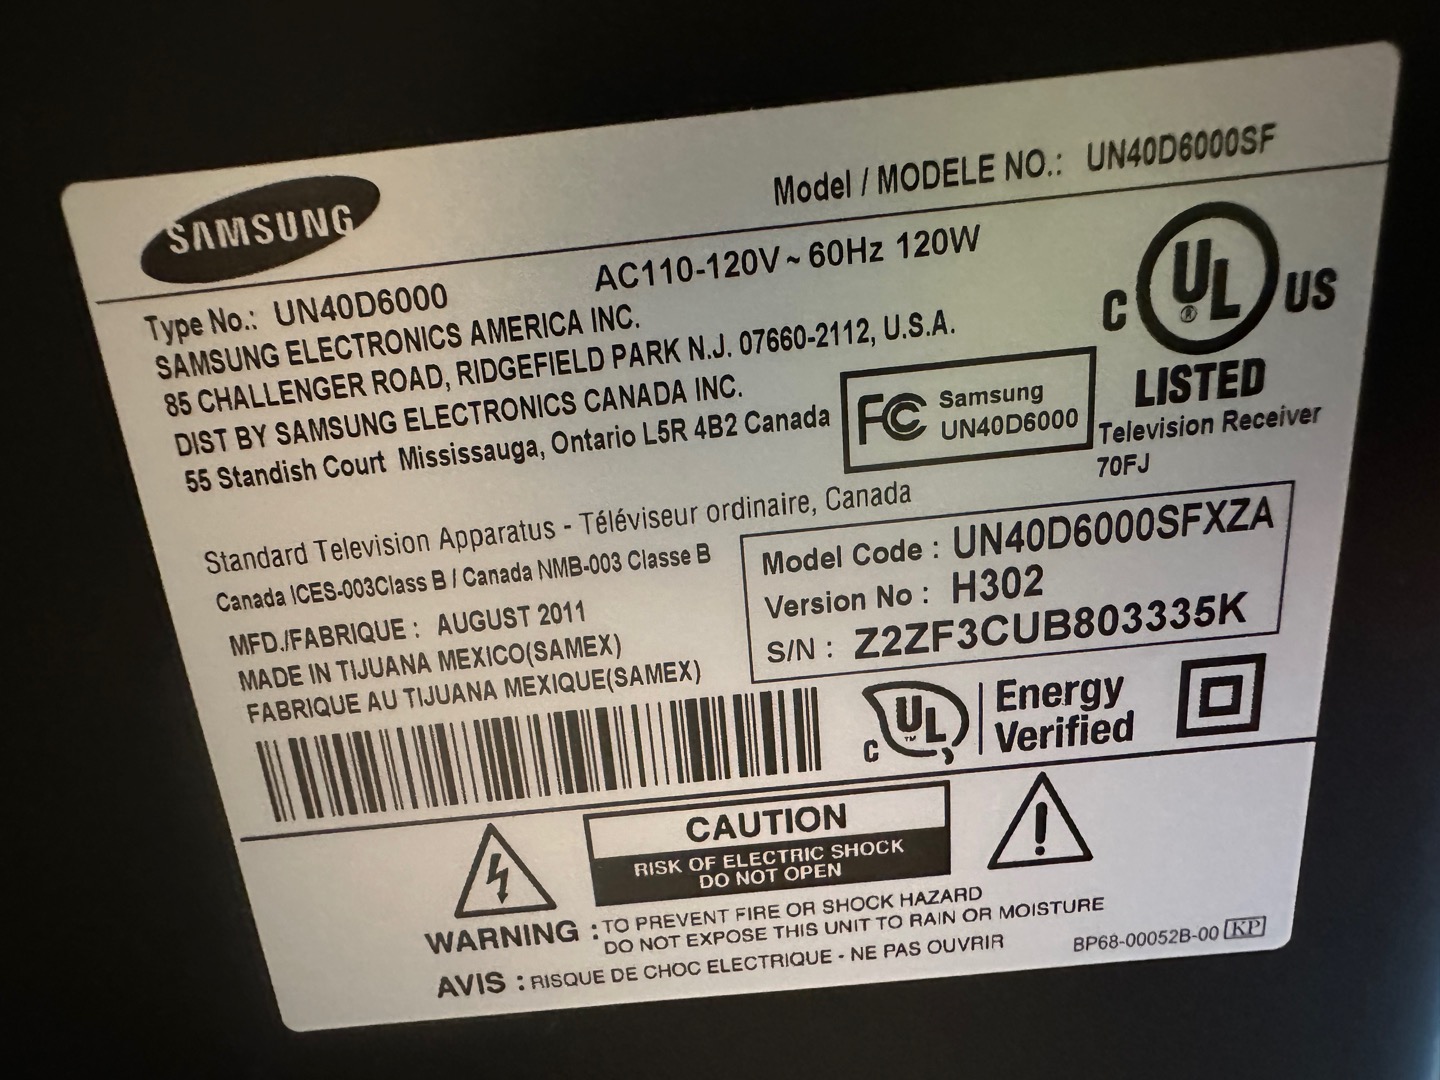 SAMSUNG
Model / MODELE NO.: UN40D6000SF
AC110-120V ~ 60Hz 120W
Type No.: UN40D6000
SAMSUNG ELECTRONICS AMERICA INC.
85 CHALLENGER ROAD, RIDGEFIELD PARK N.J. 07660-2112, U.S.A.
DIST BY SAMSUNG ELECTRONICS CANADA INC.
55 Standish Court Mississauga, Ontario L5R 4B2 Canada
FC Samsung
UN40D6000
C UL ® US
LISTED
Television Receiver
70FJ
Standard Television Apparatus - Téléviseur ordinaire, Canada
Canada ICES-003Class B / Canada NMB-003 Classe B
MFD./FABRIQUE : AUGUST 2011
MADE IN TIJUANA MEXICO(SAMEX)
FABRIQUE AU TIJUANA MEXIQUE(SAMEX)
Model Code : UN40D6000SFXZA
Version No : H302
S/N : Z2ZF3CUB803335K
C UL ™ Energy
Verified
CAUTION
RISK OF ELECTRIC SHOCK
DO NOT OPEN
WARNING : TO PREVENT FIRE OR SHOCK HAZARD
DO NOT EXPOSE THIS UNIT TO RAIN OR MOISTURE
AVIS : RISQUE DE CHOC ELECTRIQUE - NE PAS OUVRIR
BP68-00052B-00 KP